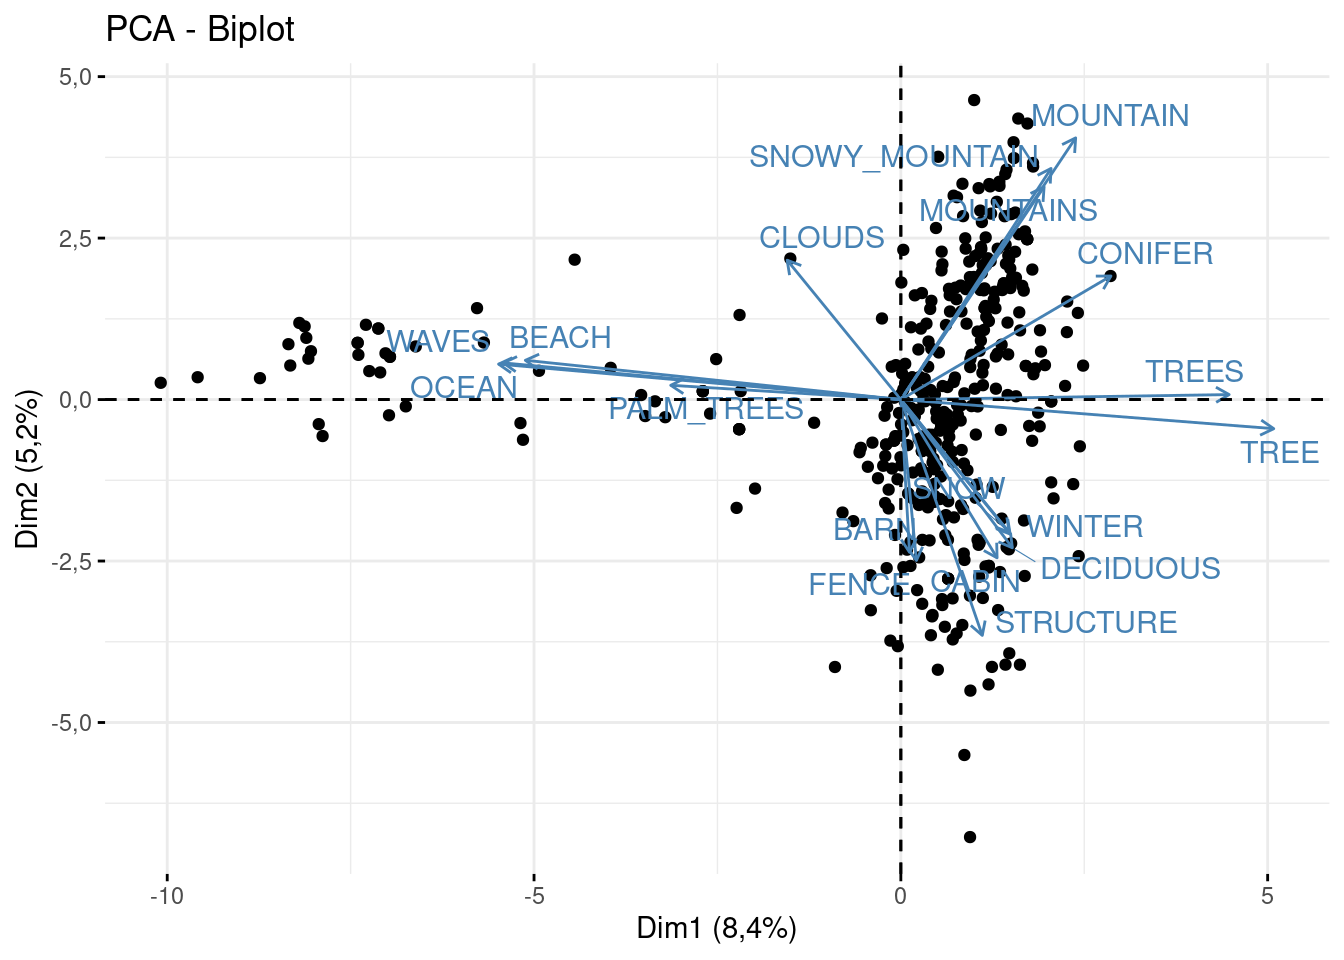 PCA - Biplot
5,0
2,5
0,0
-2,5
-5,0
Dim2 (5,2%)
MOUNTAIN
SNOWY_MOUNTAIN
MOUNTAINS
CLOUDS
CONIFER
WAVES
BEACH
OCEAN
PALM_TREES
TREES
TREE
SNOW
BARN
WINTER
DECIDUOUS
FENCE
CABIN
STRUCTURE
-10
-5
0
5
Dim1 (8,4%)